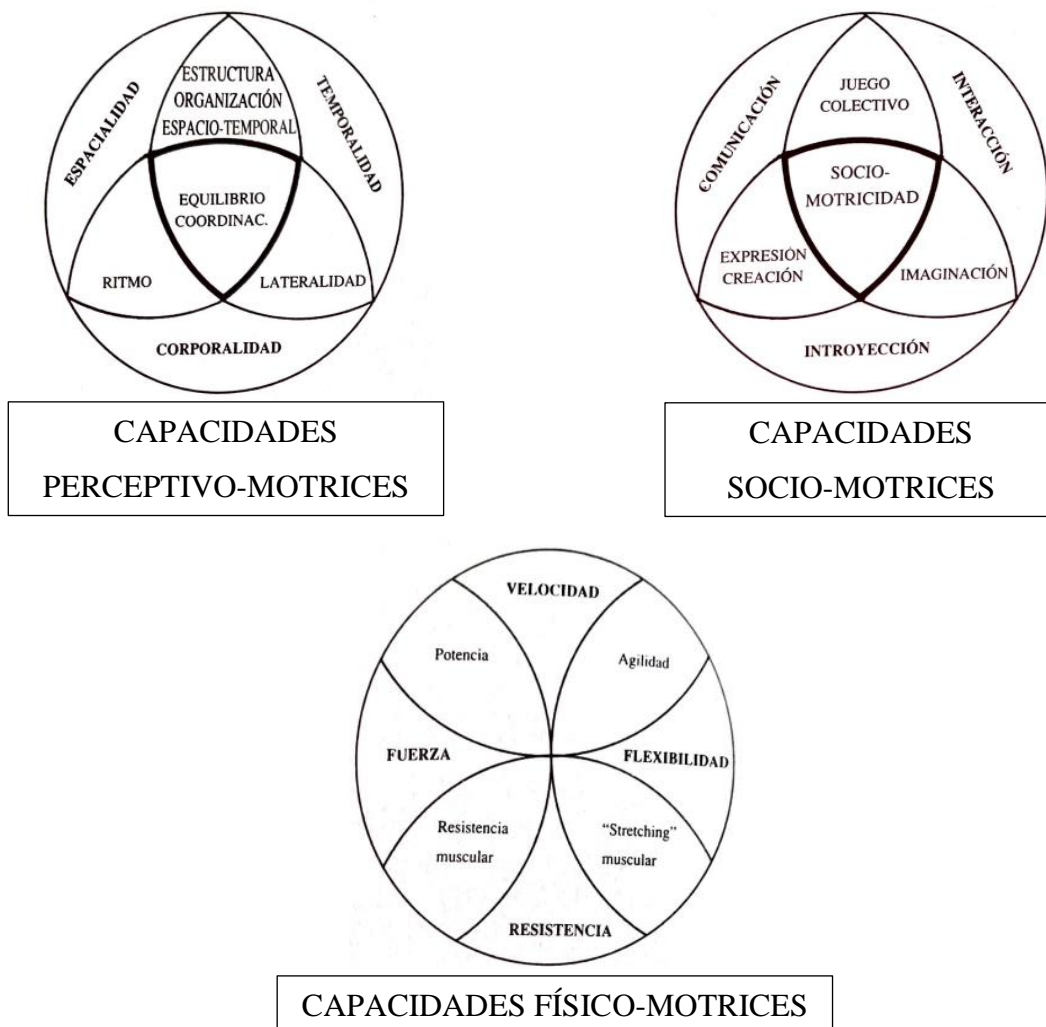 ESPACIALIDAD
ESTRUCTURA
ORGANIZACIÓN
ESPACIO-TEMPORAL
TEMPORALIDAD
EQUILIBRIO
COORDINAC.
RITMO
LATERALIDAD
CORPORALIDAD
CAPACIDADES
PERCEPTIVO-MOTRICES
COMUNICACIÓN
JUEGO
COLECTIVO
INTERACCIÓN
SOCIO-
MOTRICIDAD
EXPRESIÓN
CREACIÓN
IMAGINACIÓN
INTROYECCIÓN
CAPACIDADES
SOCIO-MOTRICES
VELOCIDAD
Potencia
Agilidad
FUERZA
FLEXIBILIDAD
Resistencia
muscular
"Stretching"
muscular
RESISTENCIA
CAPACIDADES FÍSICO-MOTRICES